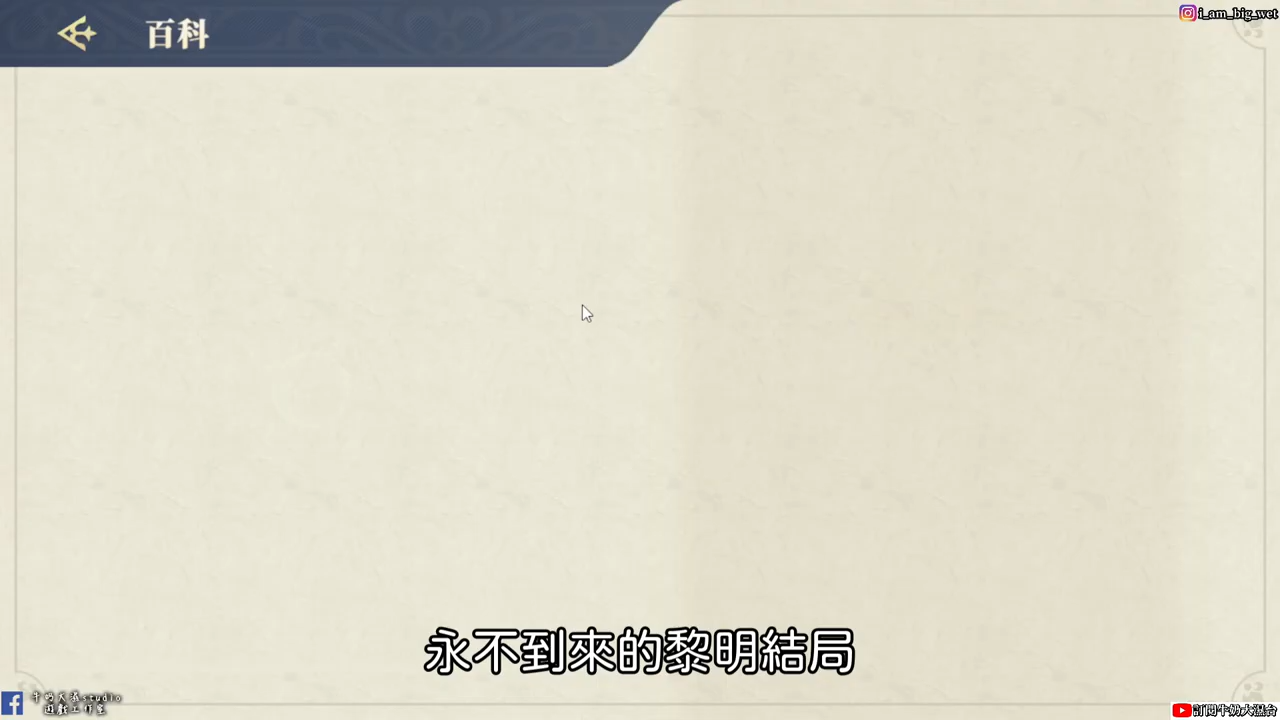 百科
i_am_big_wet
永不到來的黎明結局
牛奶大濕studio
遊戲工作室
訂閱牛奶大濕台